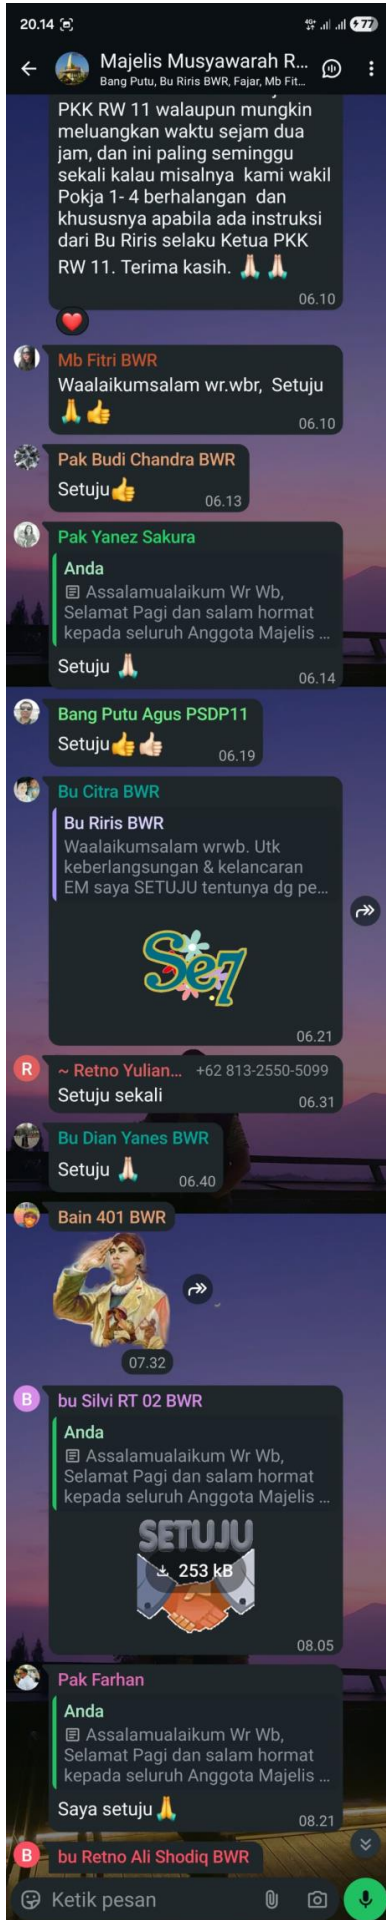 20.14
4G+
77
Majelis Musyawarah R...
Bang Putu, Bu Riris BWR, Fajar, Mb Fit...
PKK RW 11 walaupun mungkin
meluangkan waktu sejam dua
jam, dan ini paling seminggu
sekali kalau misalnya kami wakil
Pokja 1- 4 berhalangan dan
khususnya apabila ada instruksi
dari Bu Riris selaku Ketua PKK
RW 11. Terima kasih. 🙏🏻 🙏🏻
06.10
❤️
Mb Fitri BWR
Waalaikumsalam wr.wbr, Setuju
🙏👍
06.10
Pak Budi Chandra BWR
Setuju👍
06.13
Pak Yanez Sakura
Anda
Assalamualaikum Wr Wb,
Selamat Pagi dan salam hormat
kepada seluruh Anggota Majelis ...
Setuju 🙏🏻
06.14
Bang Putu Agus PSDP11
Setuju👍👍🏻
06.19
Bu Citra BWR
Bu Riris BWR
Waalaikumsalam wrwb. Utk
keberlangsungan & kelancaran
EM saya SETUJU tentunya dg pe...
Se7
06.21
R
~ Retno Yulian... +62 813-2550-5099
Setuju sekali
06.31
Bu Dian Yanes BWR
Setuju 🙏🏻
06.40
Bain 401 BWR
07.32
B
bu Silvi RT 02 BWR
Anda
Assalamualaikum Wr Wb,
Selamat Pagi dan salam hormat
kepada seluruh Anggota Majelis ...
SETUJU
253 kB
08.05
Pak Farhan
Anda
Assalamualaikum Wr Wb,
Selamat Pagi dan salam hormat
kepada seluruh Anggota Majelis ...
Saya setuju🙏
08.21
B
bu Retno Ali Shodiq BWR
Ketik pesan